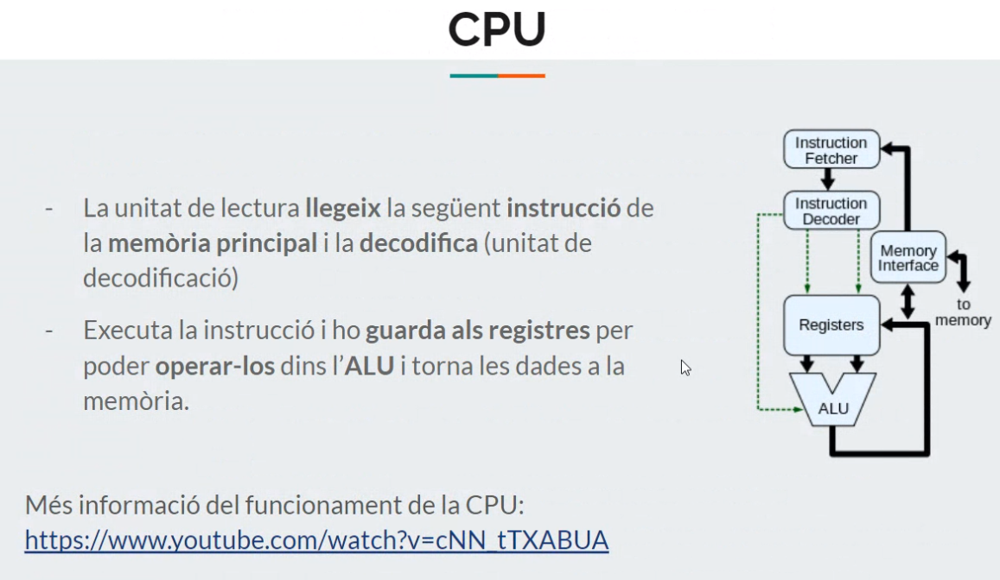 CPU
- La unitat de lectura llegeix la següent instrucció de
la memòria principal i la decodifica (unitat de
decodificació)
- Executa la instrucció i ho guarda als registres per
poder operar-los dins l'ALU i torna les dades a la
memòria.
Més informació del funcionament de la CPU:
https://www.youtube.com/watch?v=cNN_tTXABUA
Instruction
Fetcher
Instruction
Decoder
Memory
Interface
to
memory
Registers
ALU